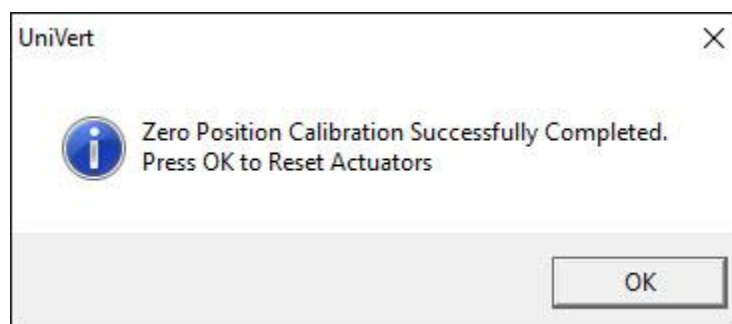 UniVert
Zero Position Calibration Successfully Completed.
Press OK to Reset Actuators
OK